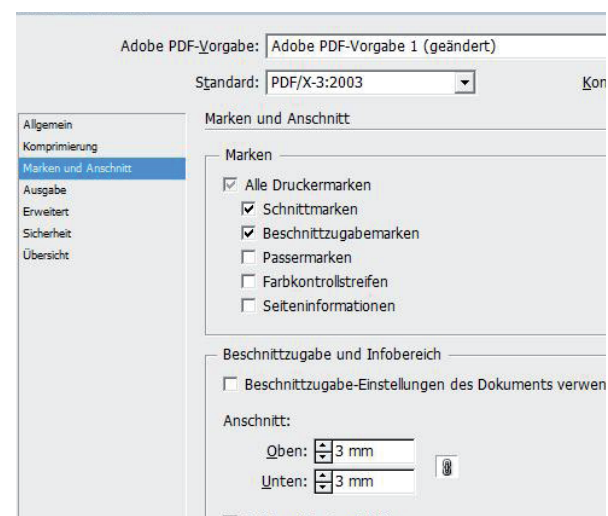 Adobe PDF-Vorgabe: Adobe PDF-Vorgabe 1 (geändert)
Standard: PDF/X-3:2003
Allgemein
Komprimierung
Marken und Anschnitt
Ausgabe
Erweitert
Sicherheit
Übersicht
Marken und Anschnitt
Marken
Alle Druckermarken
Schnittmarken
Beschnittzugabemarken
Passermarken
Farbkontrollstreifen
Seiteninformationen
Beschnittzugabe und Infobereich
Beschnittzugabe-Einstellungen des Dokuments verwen
Anschnitt:
Oben: 3 mm
Unten: 3 mm